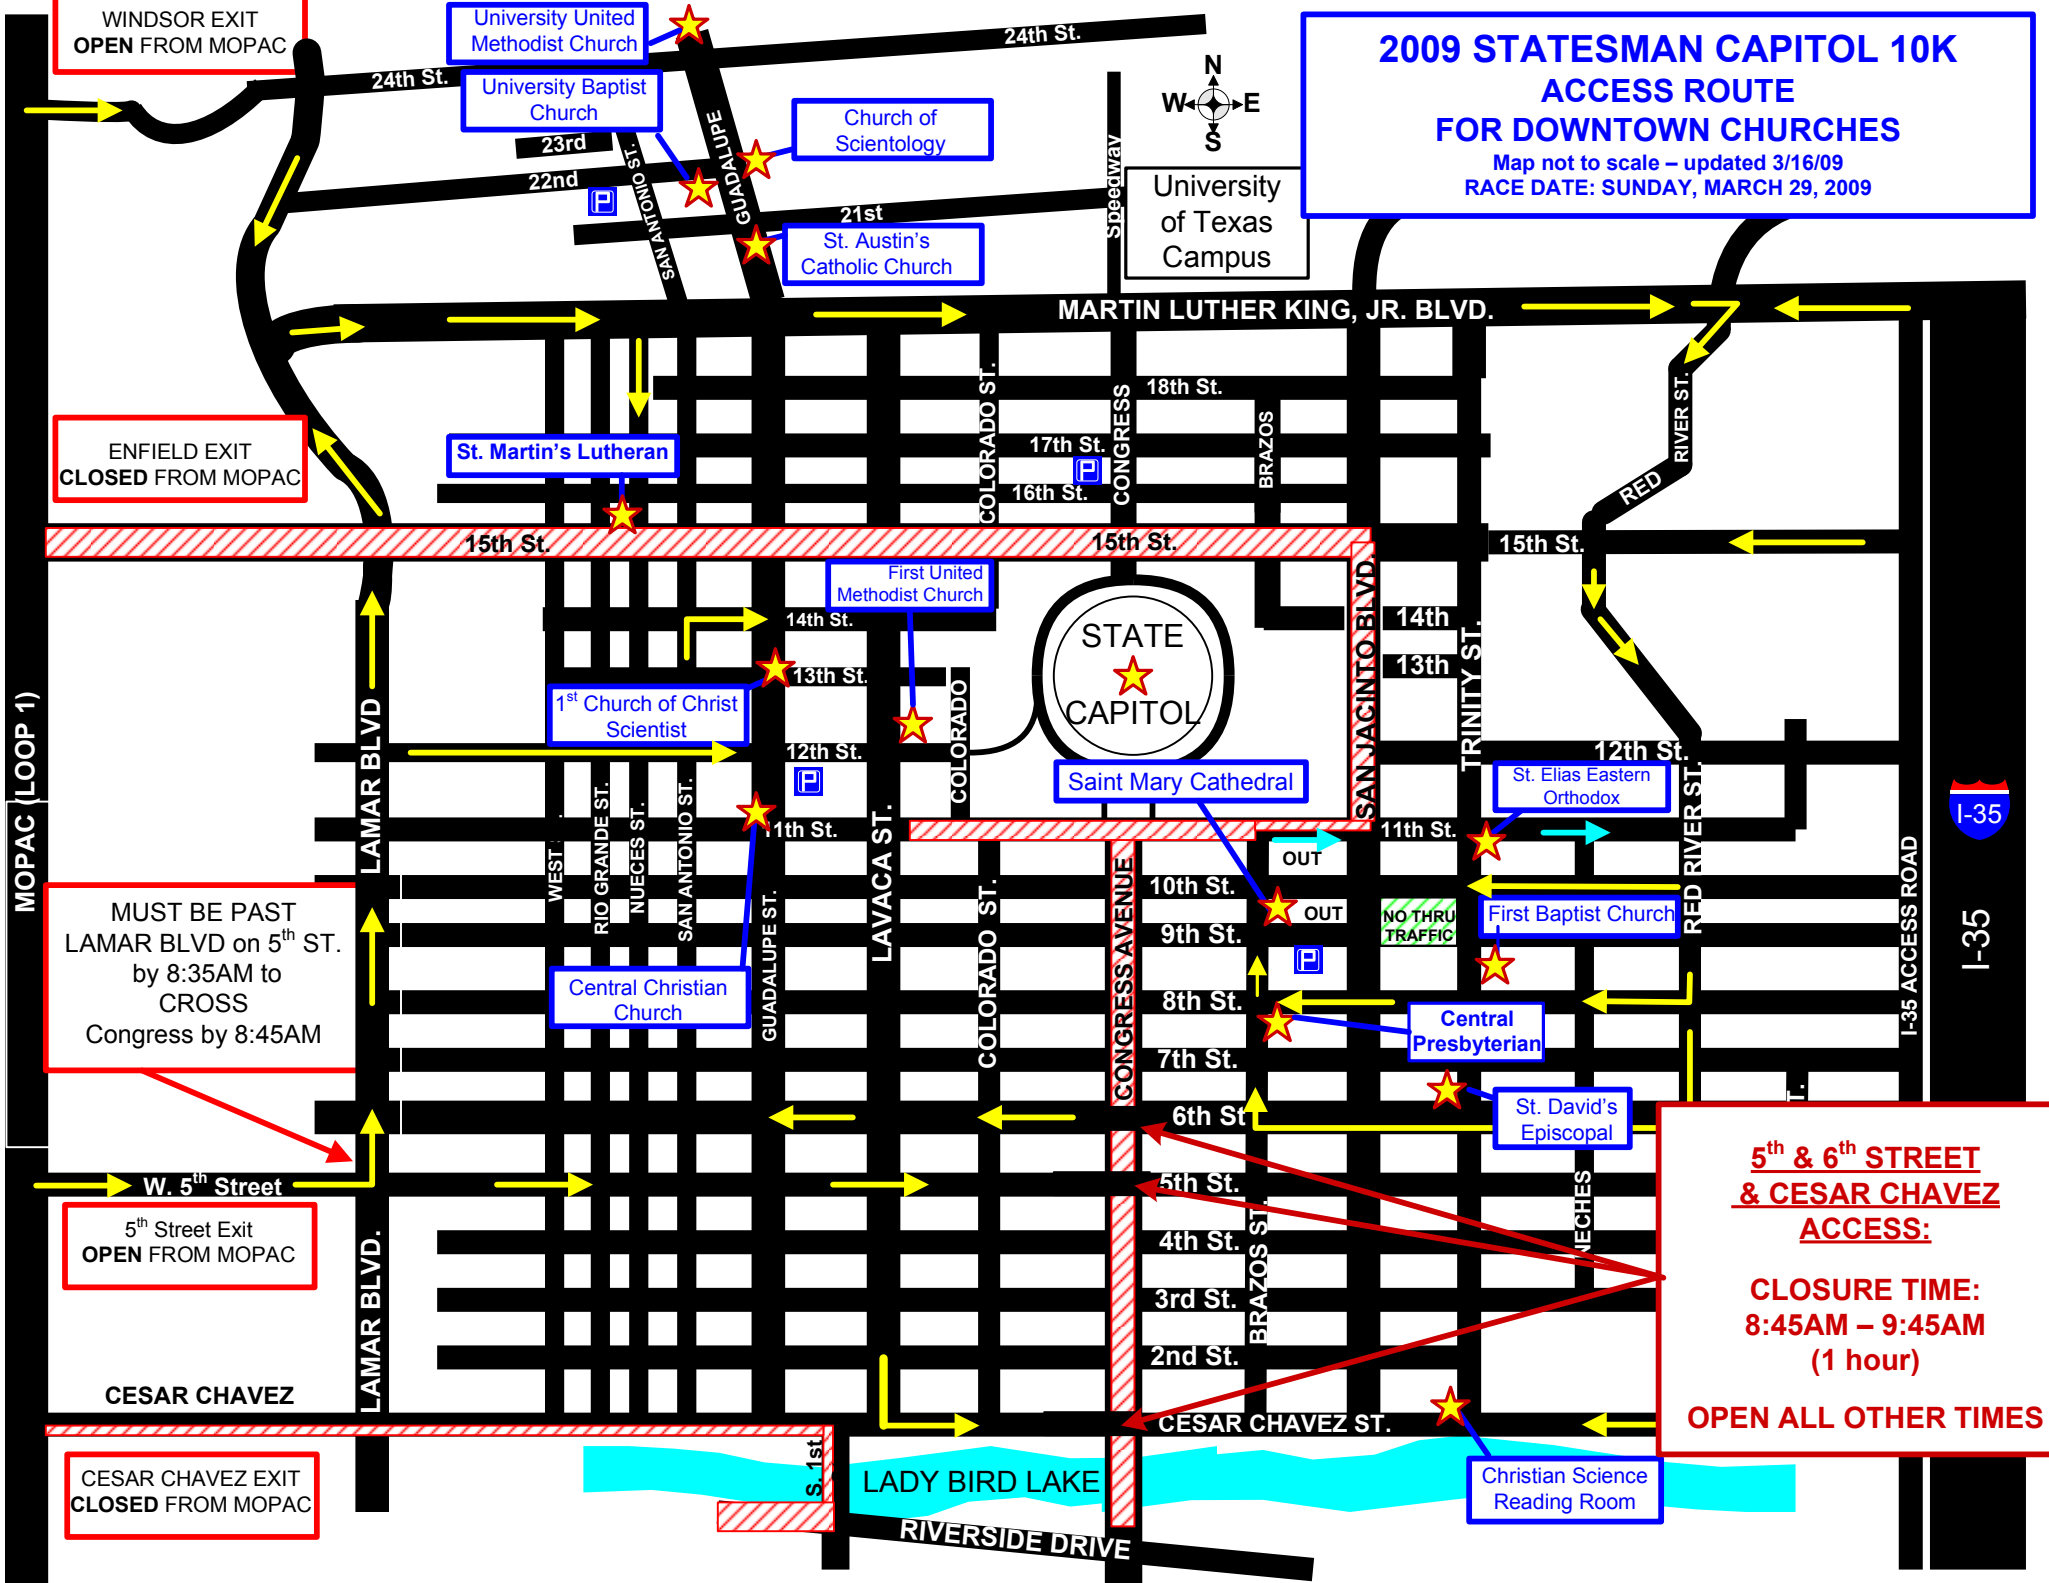 WINDSOR EXIT
OPEN FROM MOPAC
University United
Methodist Church
24th St.
24th St.
University Baptist
Church
23rd
22nd
SAN ANTONIO ST.
GUADALUPE
Church of
Scientology
21st
St. Austin's
Catholic Church
Speedway
N
W
E
S
University
of Texas
Campus
2009 STATESMAN CAPITOL 10K
ACCESS ROUTE
FOR DOWNTOWN CHURCHES
Map not to scale – updated 3/16/09
RACE DATE: SUNDAY, MARCH 29, 2009
P
MARTIN LUTHER KING, JR. BLVD.
18th St.
17th St.
P
16th St.
COLORADO ST.
CONGRESS
BRAZOS
RED
RIVER ST.
ENFIELD EXIT
CLOSED FROM MOPAC
St. Martin's Lutheran
15th St.
15th St.
15th St.
First United
Methodist Church
14th St.
14th
13th St.
13th
STATE
CAPITOL
SAN JACINTO BLVD.
TRINITY ST.
1st Church of Christ
Scientist
12th St.
12th St.
COLORADO
P
MOPAC (LOOP 1)
LAMAR BLVD
Saint Mary Cathedral
St. Elias Eastern
Orthodox
I-35
11th St.
11th St.
OUT
WEST
RIO GRANDE ST.
NUECES ST.
SAN ANTONIO ST.
GUADALUPE ST.
LAVACA ST.
COLORADO ST.
CONGRESS AVENUE
10th St.
OUT
NO THRU
TRAFFIC
First Baptist Church
RED RIVER ST.
I-35 ACCESS ROAD
I-35
9th St.
P
MUST BE PAST
LAMAR BLVD on 5th ST.
by 8:35AM to
CROSS
Congress by 8:45AM
Central Christian
Church
8th St.
Central
Presbyterian
7th St.
6th St
St. David's
Episcopal
T.
W. 5th Street
5th St.
5th Street Exit
OPEN FROM MOPAC
4th St.
BRAZOS ST.
NECHES
3rd St.
2nd St.
LAMAR BLVD.
5th & 6th STREET
& CESAR CHAVEZ
ACCESS:
CLOSURE TIME:
8:45AM – 9:45AM
(1 hour)
OPEN ALL OTHER TIMES
CESAR CHAVEZ
CESAR CHAVEZ ST.
CESAR CHAVEZ EXIT
CLOSED FROM MOPAC
S. 1st
LADY BIRD LAKE
Christian Science
Reading Room
RIVERSIDE DRIVE